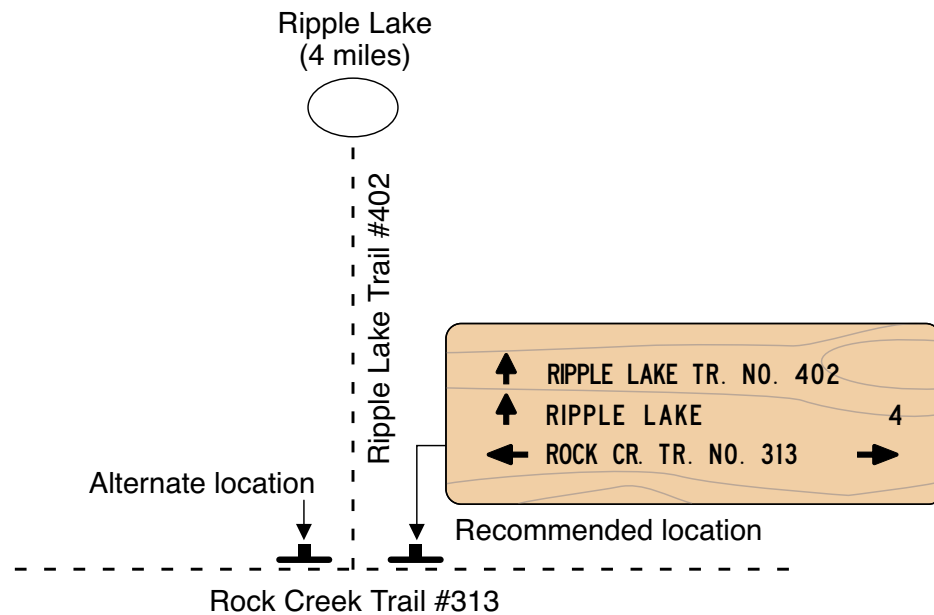 Ripple Lake
(4 miles)
Ripple Lake Trail #402
RIPPLE LAKE TR. NO. 402
RIPPLE LAKE 4
ROCK CR. TR. NO. 313
Alternate location
Recommended location
Rock Creek Trail #313